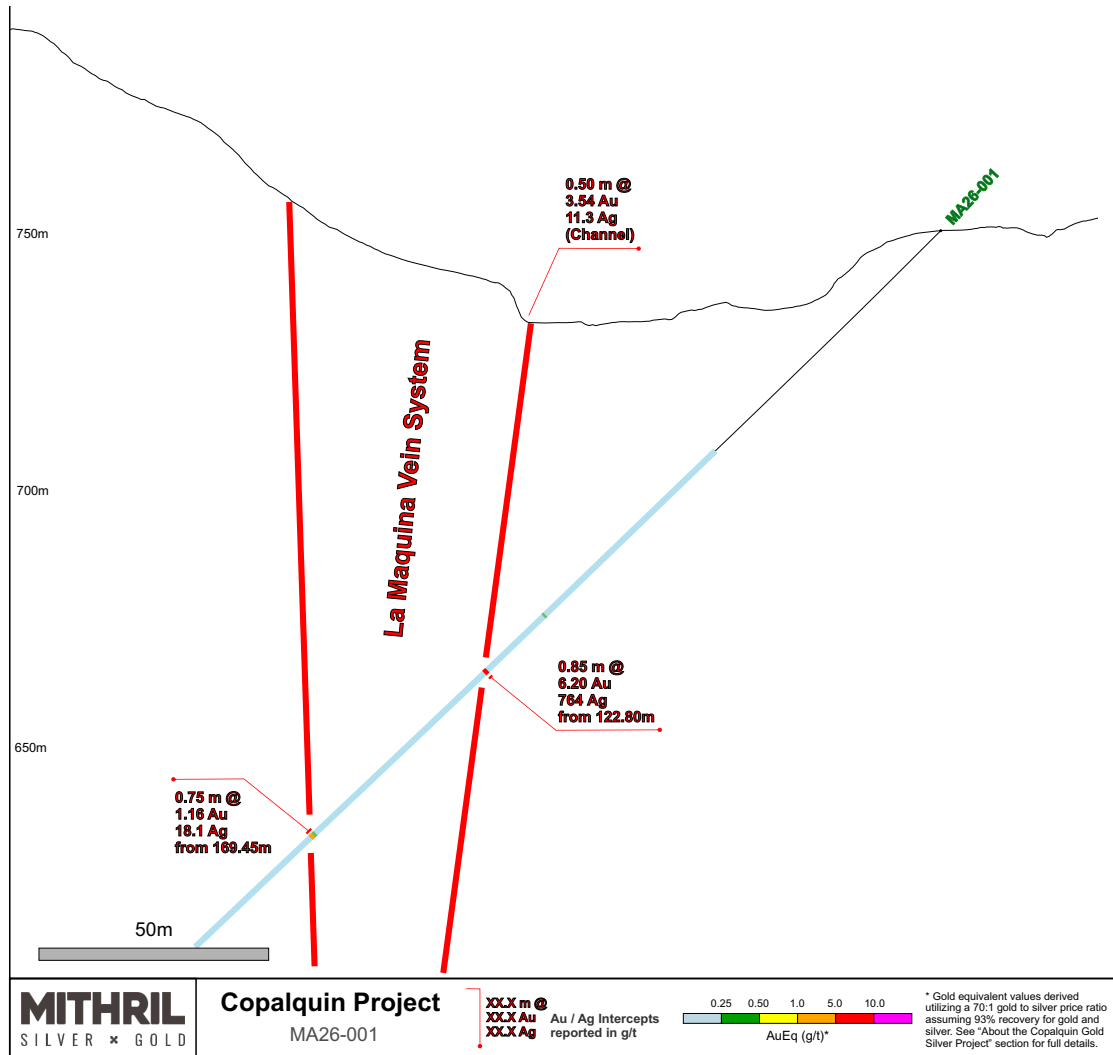 MA26-001
0.50 m @
3.54 Au
11.3 Ag
(Channel)
750m
La Maquina Vein System
700m
0.85 m @
6.20 Au
764 Ag
from 122.80m
650m
0.75 m @
1.16 Au
18.1 Ag
from 169.45m
50m
MITHRIL
SILVER × GOLD
Copalquin Project
MA26-001
XX.X m @
XX.X Au
XX.X Ag
Au / Ag Intercepts
reported in g/t
0.25 0.50 1.0 5.0 10.0
AuEq (g/t)*
* Gold equivalent values derived
utilizing a 70:1 gold to silver price ratio
assuming 93% recovery for gold and
silver. See "About the Copalquin Gold
Silver Project" section for full details.